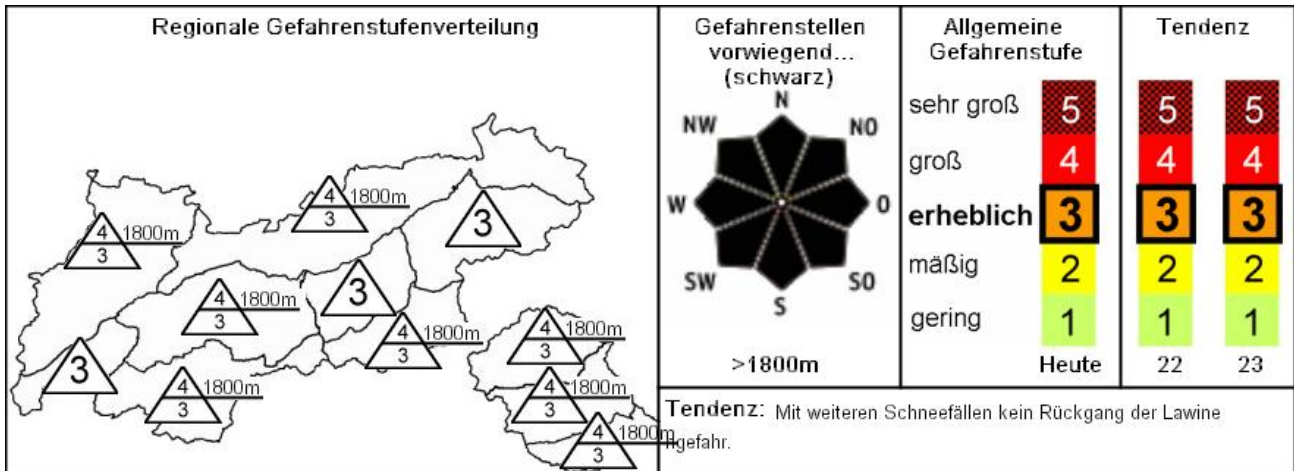 Regionale Gefahrenstufenverteilung
4
3
1800m
4
3
1800m
3
4
3
1800m
3
4
3
1800m
3
4
3
1800m
4
3
1800m
4
3
1800m
4
3
1800m
Gefahrenstellen
vorwiegend...
(schwarz)
N
NW
NO
W
O
SW
SO
S
>1800m
Allgemeine
Gefahrenstufe
Tendenz
sehr groß 5 5 5
groß 4 4 4
erheblich 3 3 3
mäßig 2 2 2
gering 1 1 1
Heute 22 23
Tendenz: Mit weiteren Schneefällen kein Rückgang der Lawine
ngefahr.